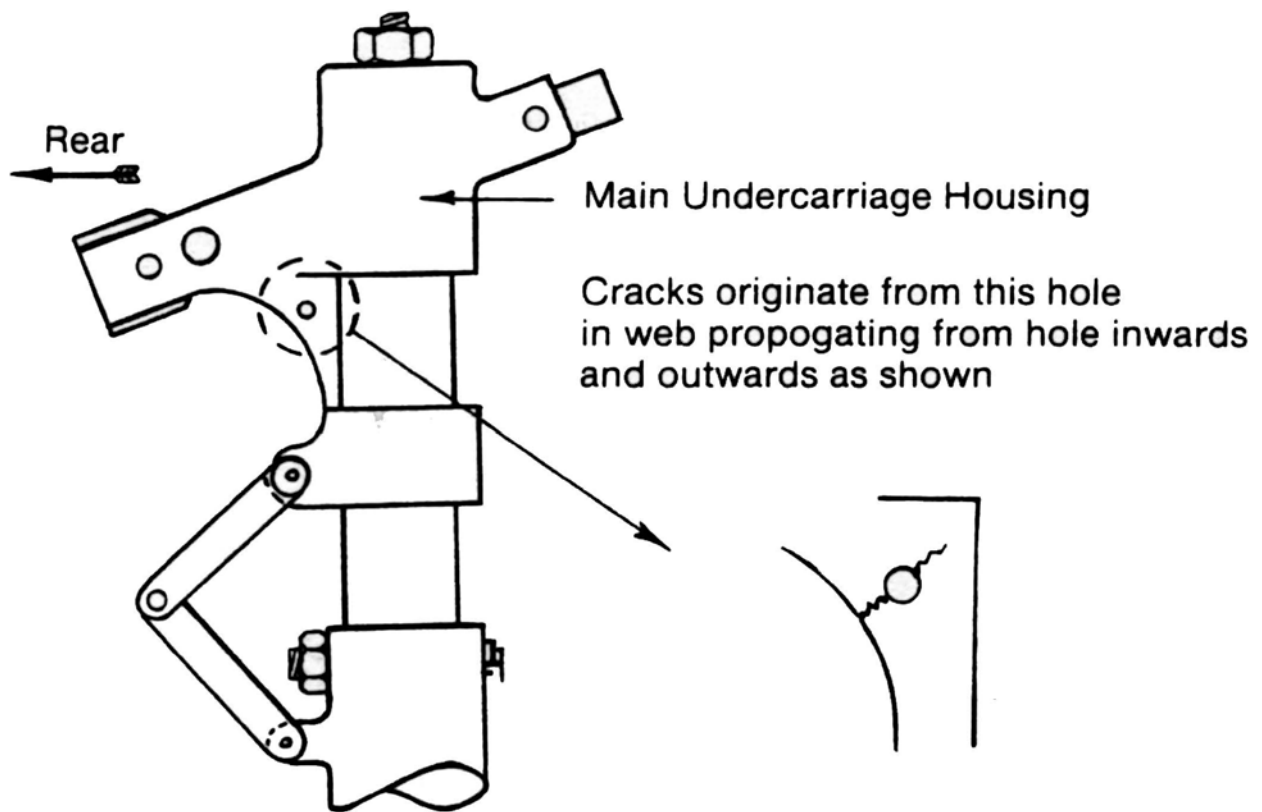 Rear
Main Undercarriage Housing
Cracks originate from this hole
in web propogating from hole inwards
and outwards as shown